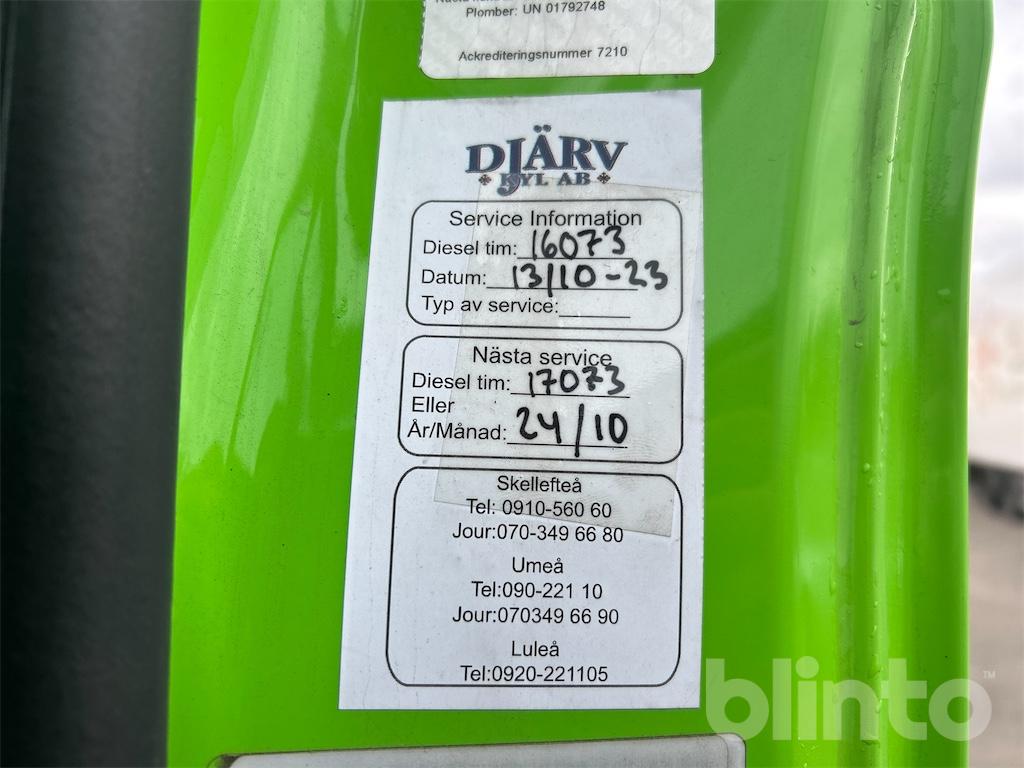 Plomber: UN 01792748
Ackrediteringsnummer 7210
DJÄRV
KYL AB
Service Information
Diesel tim: 16073
Datum: 13/10-23
Typ av service:
Nästa service
Diesel tim: 17073
Eller
År/Månad: 24/10
Skellefteå
Tel: 0910-560 60
Jour:070-349 66 80
Umeå
Tel:090-221 10
Jour:070349 66 90
Luleå
Tel:0920-221105
blinto™